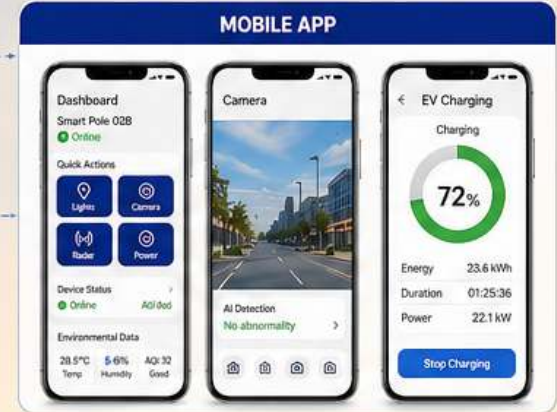 MOBILE APP
Dashboard
Smart Pole 02B
Online
Quick Actions
Lights
Camera
Radar
Power
Device Status
Online
Environmental Data
28.5°C
Temp
Humidity
AQI: 32
Good
Camera
AI Detection
No abnormality
EV Charging
Charging
72%
Energy 23.6 kWh
Duration 01:25:36
Power 22.1 kW
Stop Charging